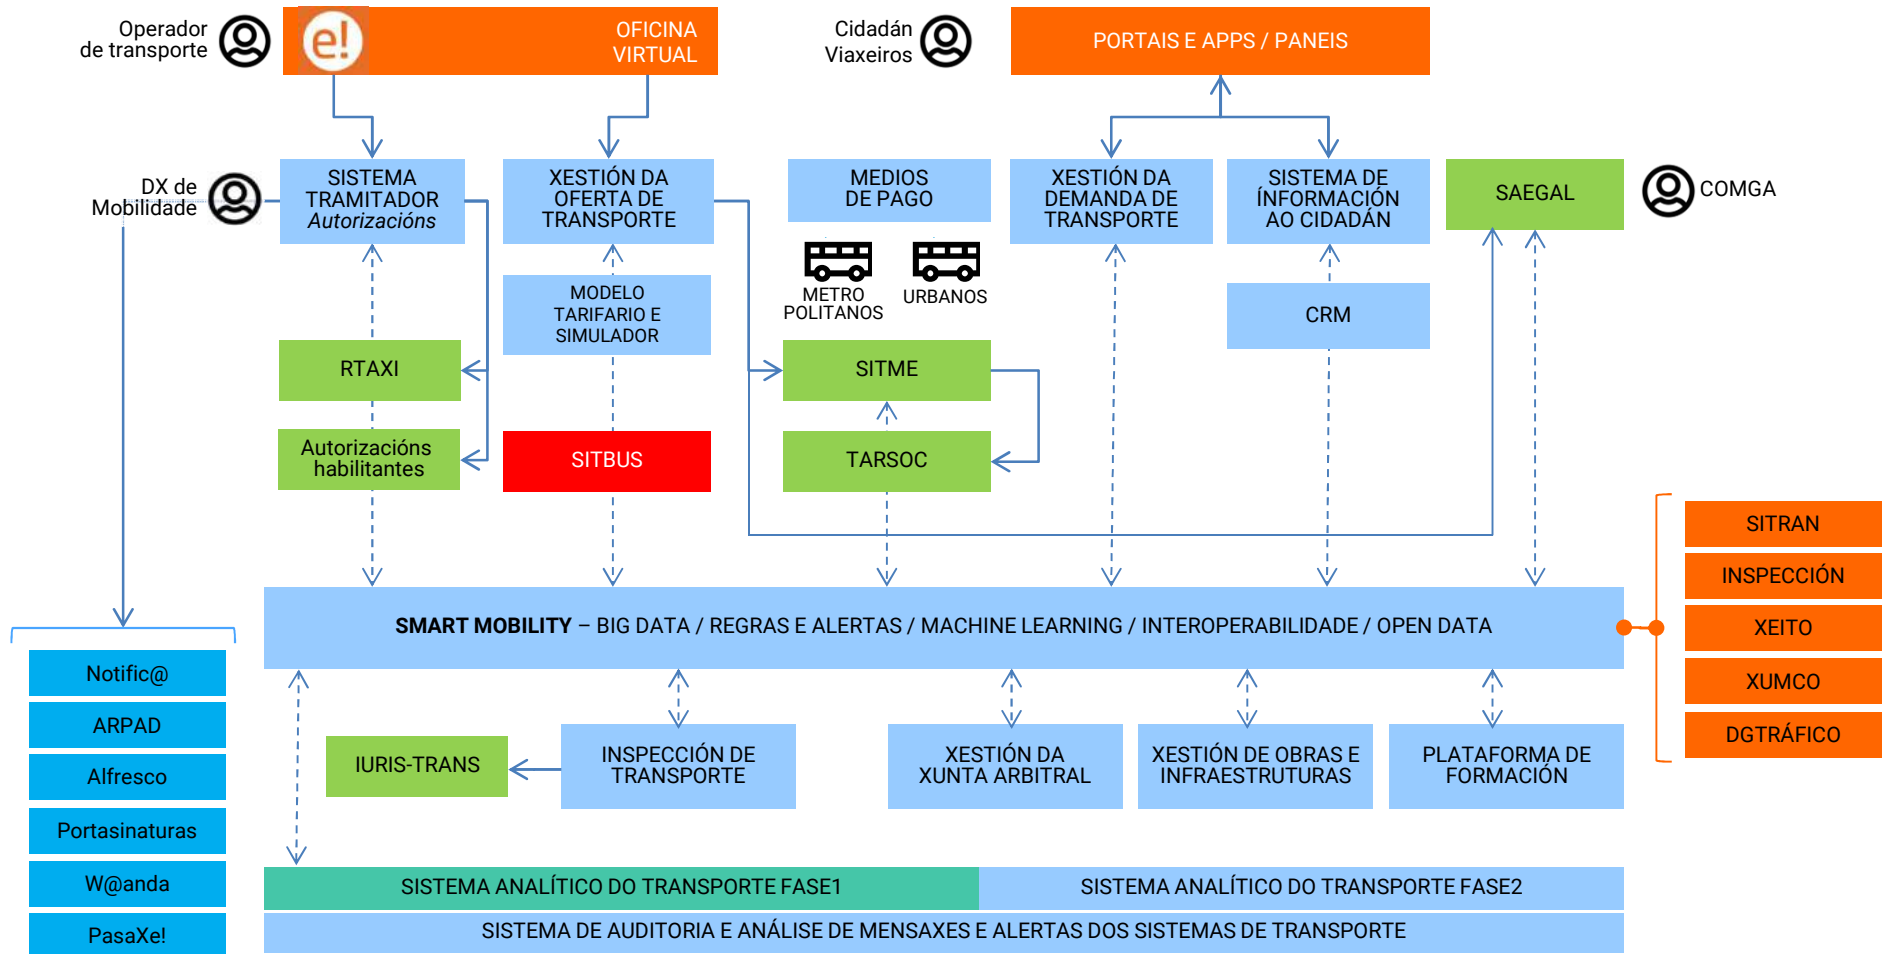 Operador
de transporte
e!
OFICINA
VIRTUAL
Cidadán
Viaxeiros
PORTAIS E APPS / PANEIS
DX de
Mobilidade
SISTEMA
TRAMITADOR
Autorizacións
XESTIÓN DA
OFERTA DE
TRANSPORTE
MEDIOS
DE PAGO
XESTIÓN DA
DEMANDA DE
TRANSPORTE
SISTEMA DE
ÍNFORMACIÓN
AO CIDADÁN
SAEGAL
COMGA
METRO
POLITANOS
URBANOS
MODELO
TARIFARIO E
SIMULADOR
CRM
RTAXI
SITME
Autorizacións
habilitantes
SITBUS
TARSOC
SITRAN
INSPECCIÓN
XEITO
XUMCO
DGTRÁFICO
SMART MOBILITY – BIG DATA / REGRAS E ALERTAS / MACHINE LEARNING / INTEROPERABILIDADE / OPEN DATA
Notific@
ARPAD
Alfresco
Portasinaturas
W@anda
PasaXe!
IURIS-TRANS
INSPECCIÓN DE
TRANSPORTE
XESTIÓN DA
XUNTA ARBITRAL
XESTIÓN DE OBRAS E
INFRAESTRUTURAS
PLATAFORMA DE
FORMACIÓN
SISTEMA ANALÍTICO DO TRANSPORTE FASE1
SISTEMA ANALÍTICO DO TRANSPORTE FASE2
SISTEMA DE AUDITORIA E ANÁLISE DE MENSAXES E ALERTAS DOS SISTEMAS DE TRANSPORTE